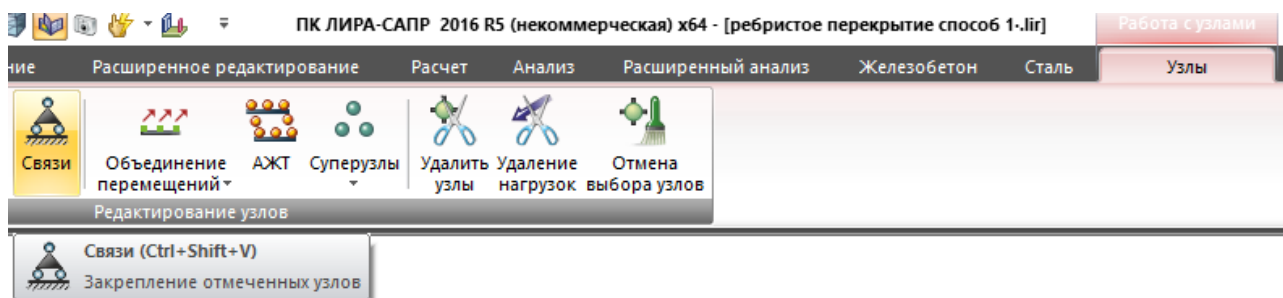 ПК ЛИРА-САПР 2016 R5 (некоммерческая) x64 - [ребристое перекрытие способ 1-.lir]
Работа с узлами
ние Расширенное редактирование Расчет Анализ Расширенный анализ Железобетон Сталь Узлы
Связи Объединение перемещений АЖТ Суперузлы Удалить узлы Удаление нагрузок Отмена выбора узлов
Редактирование узлов
Связи (Ctrl+Shift+V)
Закрепление отмеченных узлов